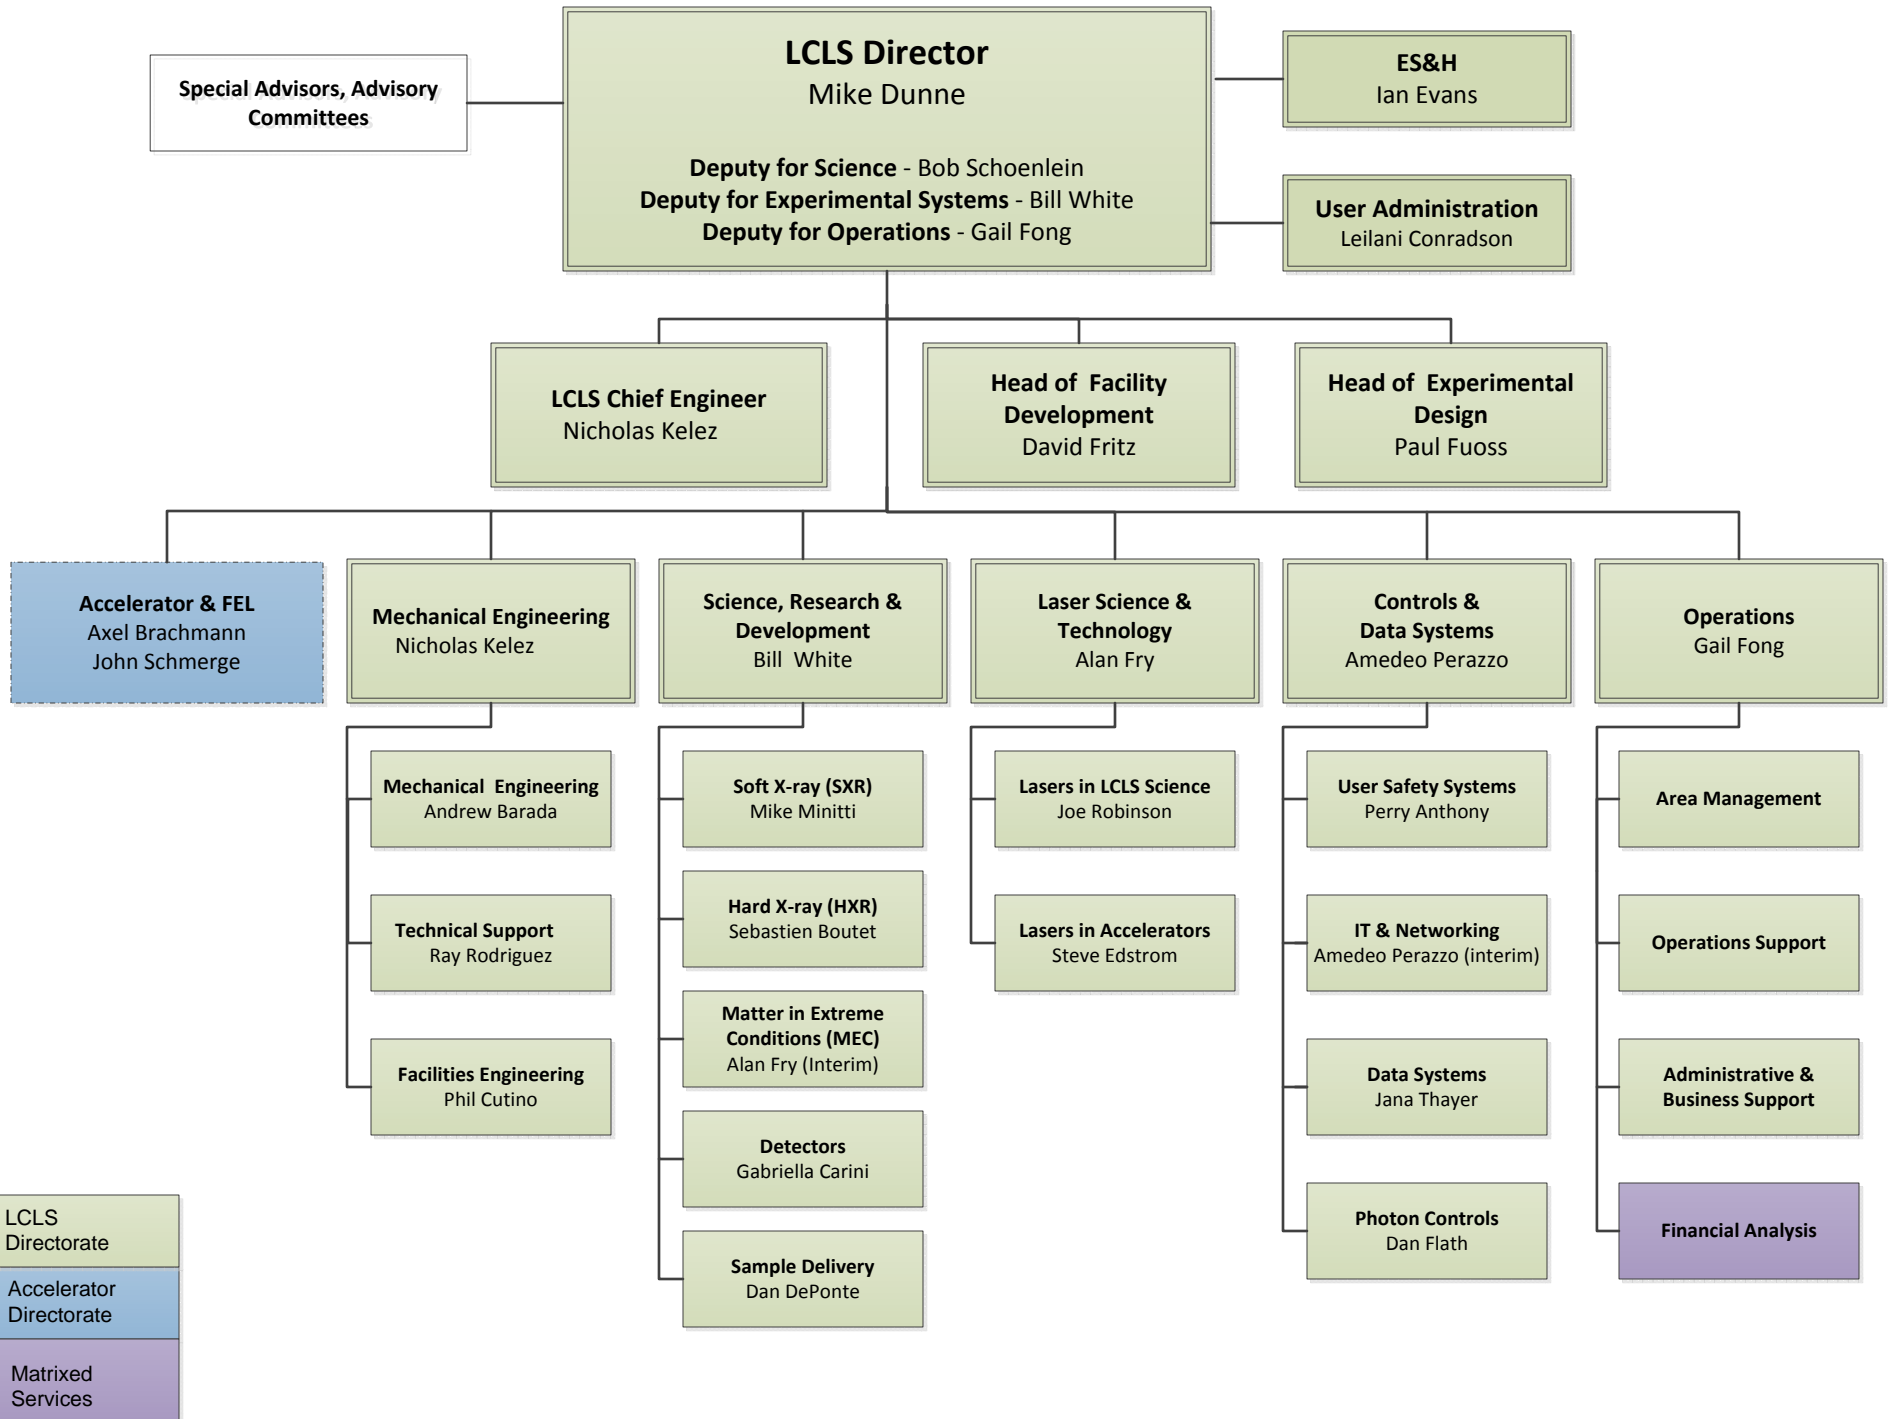 LCLS Director
Mike Dunne
Deputy for Science - Bob Schoenlein
Deputy for Experimental Systems - Bill White
Deputy for Operations - Gail Fong
Special Advisors, Advisory
Committees
ES&H
Ian Evans
User Administration
Leilani Conradson
LCLS Chief Engineer
Nicholas Kelez
Head of Facility
Development
David Fritz
Head of Experimental
Design
Paul Fuoss
Accelerator & FEL
Axel Brachmann
John Schmerge
Mechanical Engineering
Nicholas Kelez
Science, Research &
Development
Bill White
Laser Science &
Technology
Alan Fry
Controls &
Data Systems
Amedeo Perazzo
Operations
Gail Fong
Mechanical Engineering
Andrew Barada
Technical Support
Ray Rodriguez
Facilities Engineering
Phil Cutino
Soft X-ray (SXR)
Mike Minitti
Hard X-ray (HXR)
Sebastien Boutet
Matter in Extreme
Conditions (MEC)
Alan Fry (Interim)
Detectors
Gabriella Carini
Sample Delivery
Dan DePonte
Lasers in LCLS Science
Joe Robinson
Lasers in Accelerators
Steve Edstrom
User Safety Systems
Perry Anthony
IT & Networking
Amedeo Perazzo (interim)
Data Systems
Jana Thayer
Photon Controls
Dan Flath
Area Management
Operations Support
Administrative &
Business Support
Financial Analysis
LCLS
Directorate
Accelerator
Directorate
Matrixed
Services